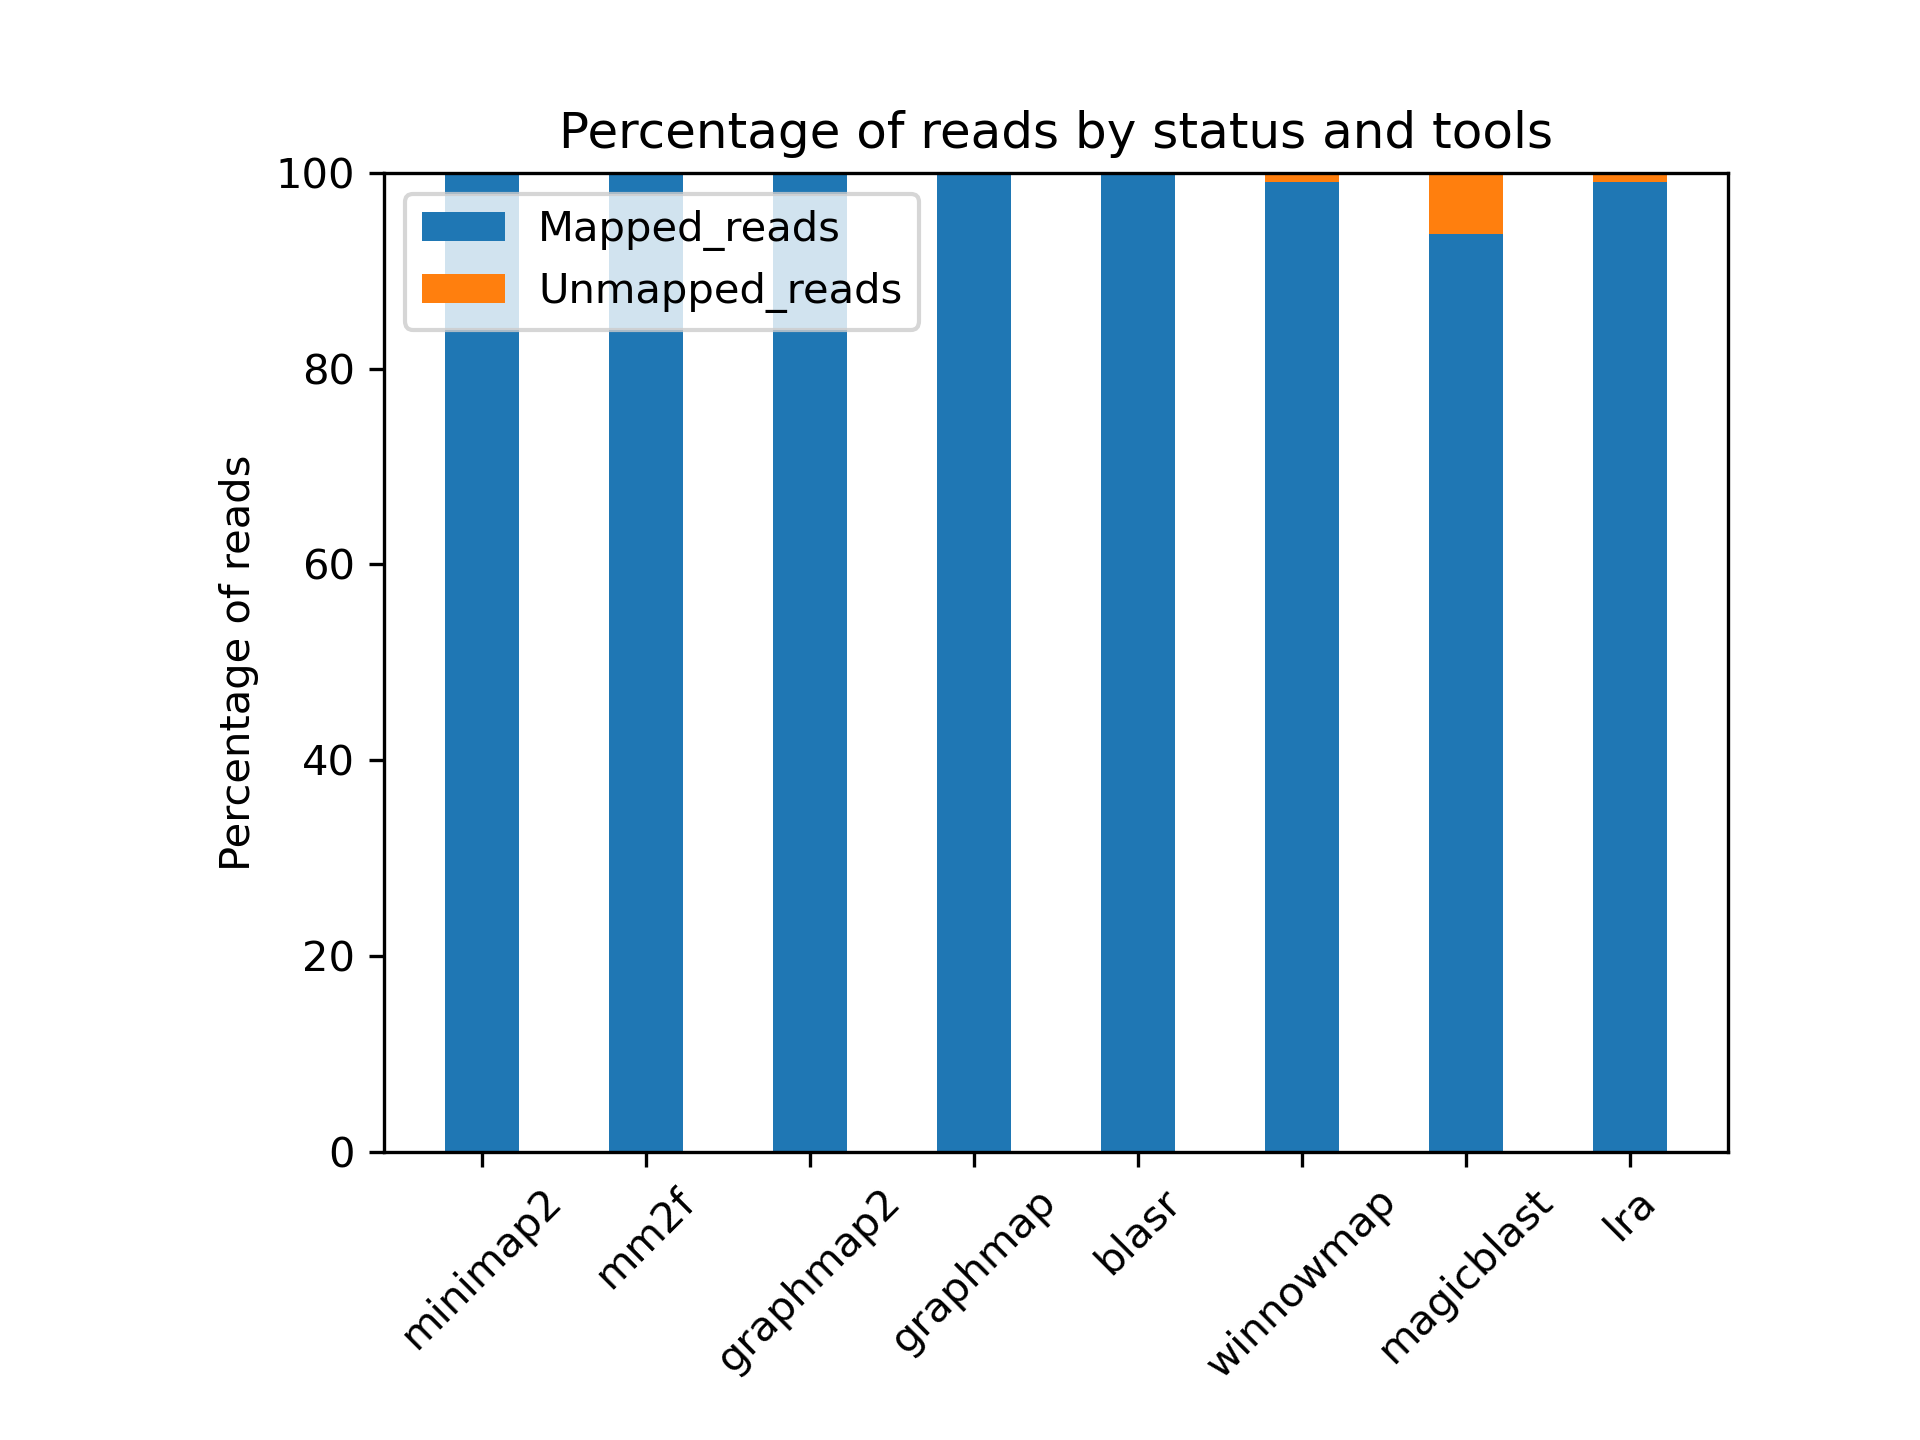 Percentage of reads by status and tools
100
80
60
40
20
0
Percentage of reads
Mapped_reads
Unmapped_reads
minimap2
mm2f
graphmap2
graphmap
blasr
winnowmap
magicblast
lra